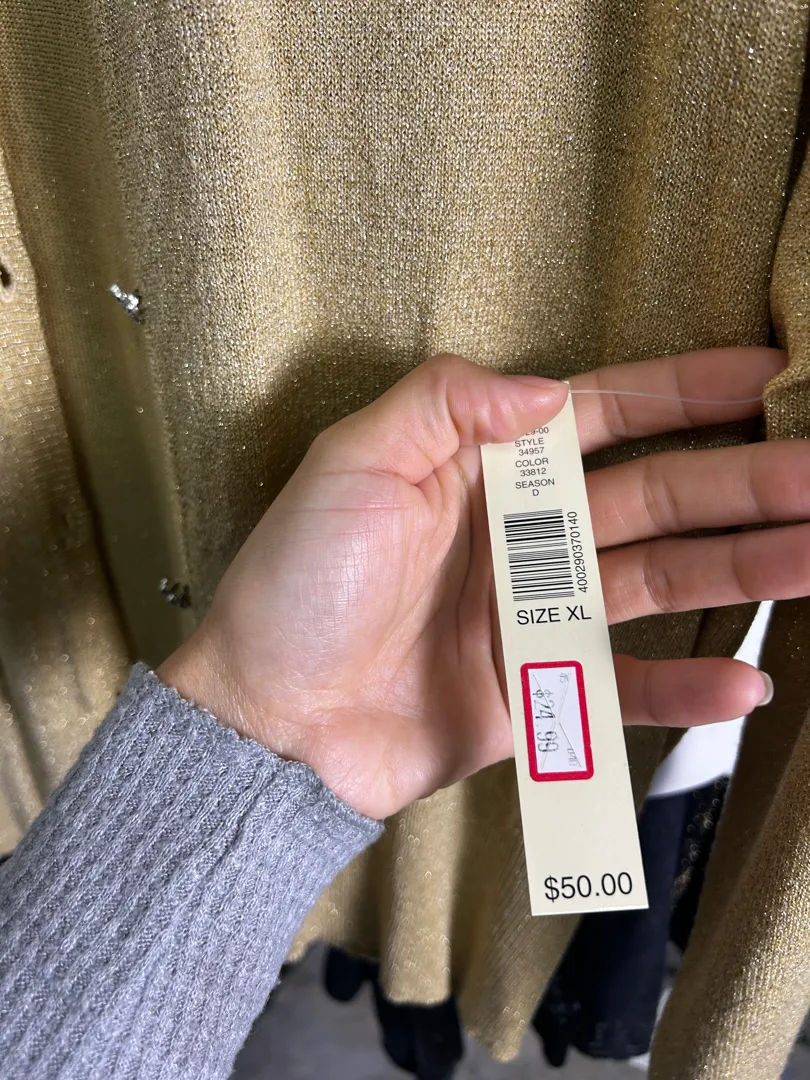 STYLE
34957
COLOR
33812
SEASON
D
400290370140
SIZE XL
$24.99
$50.00